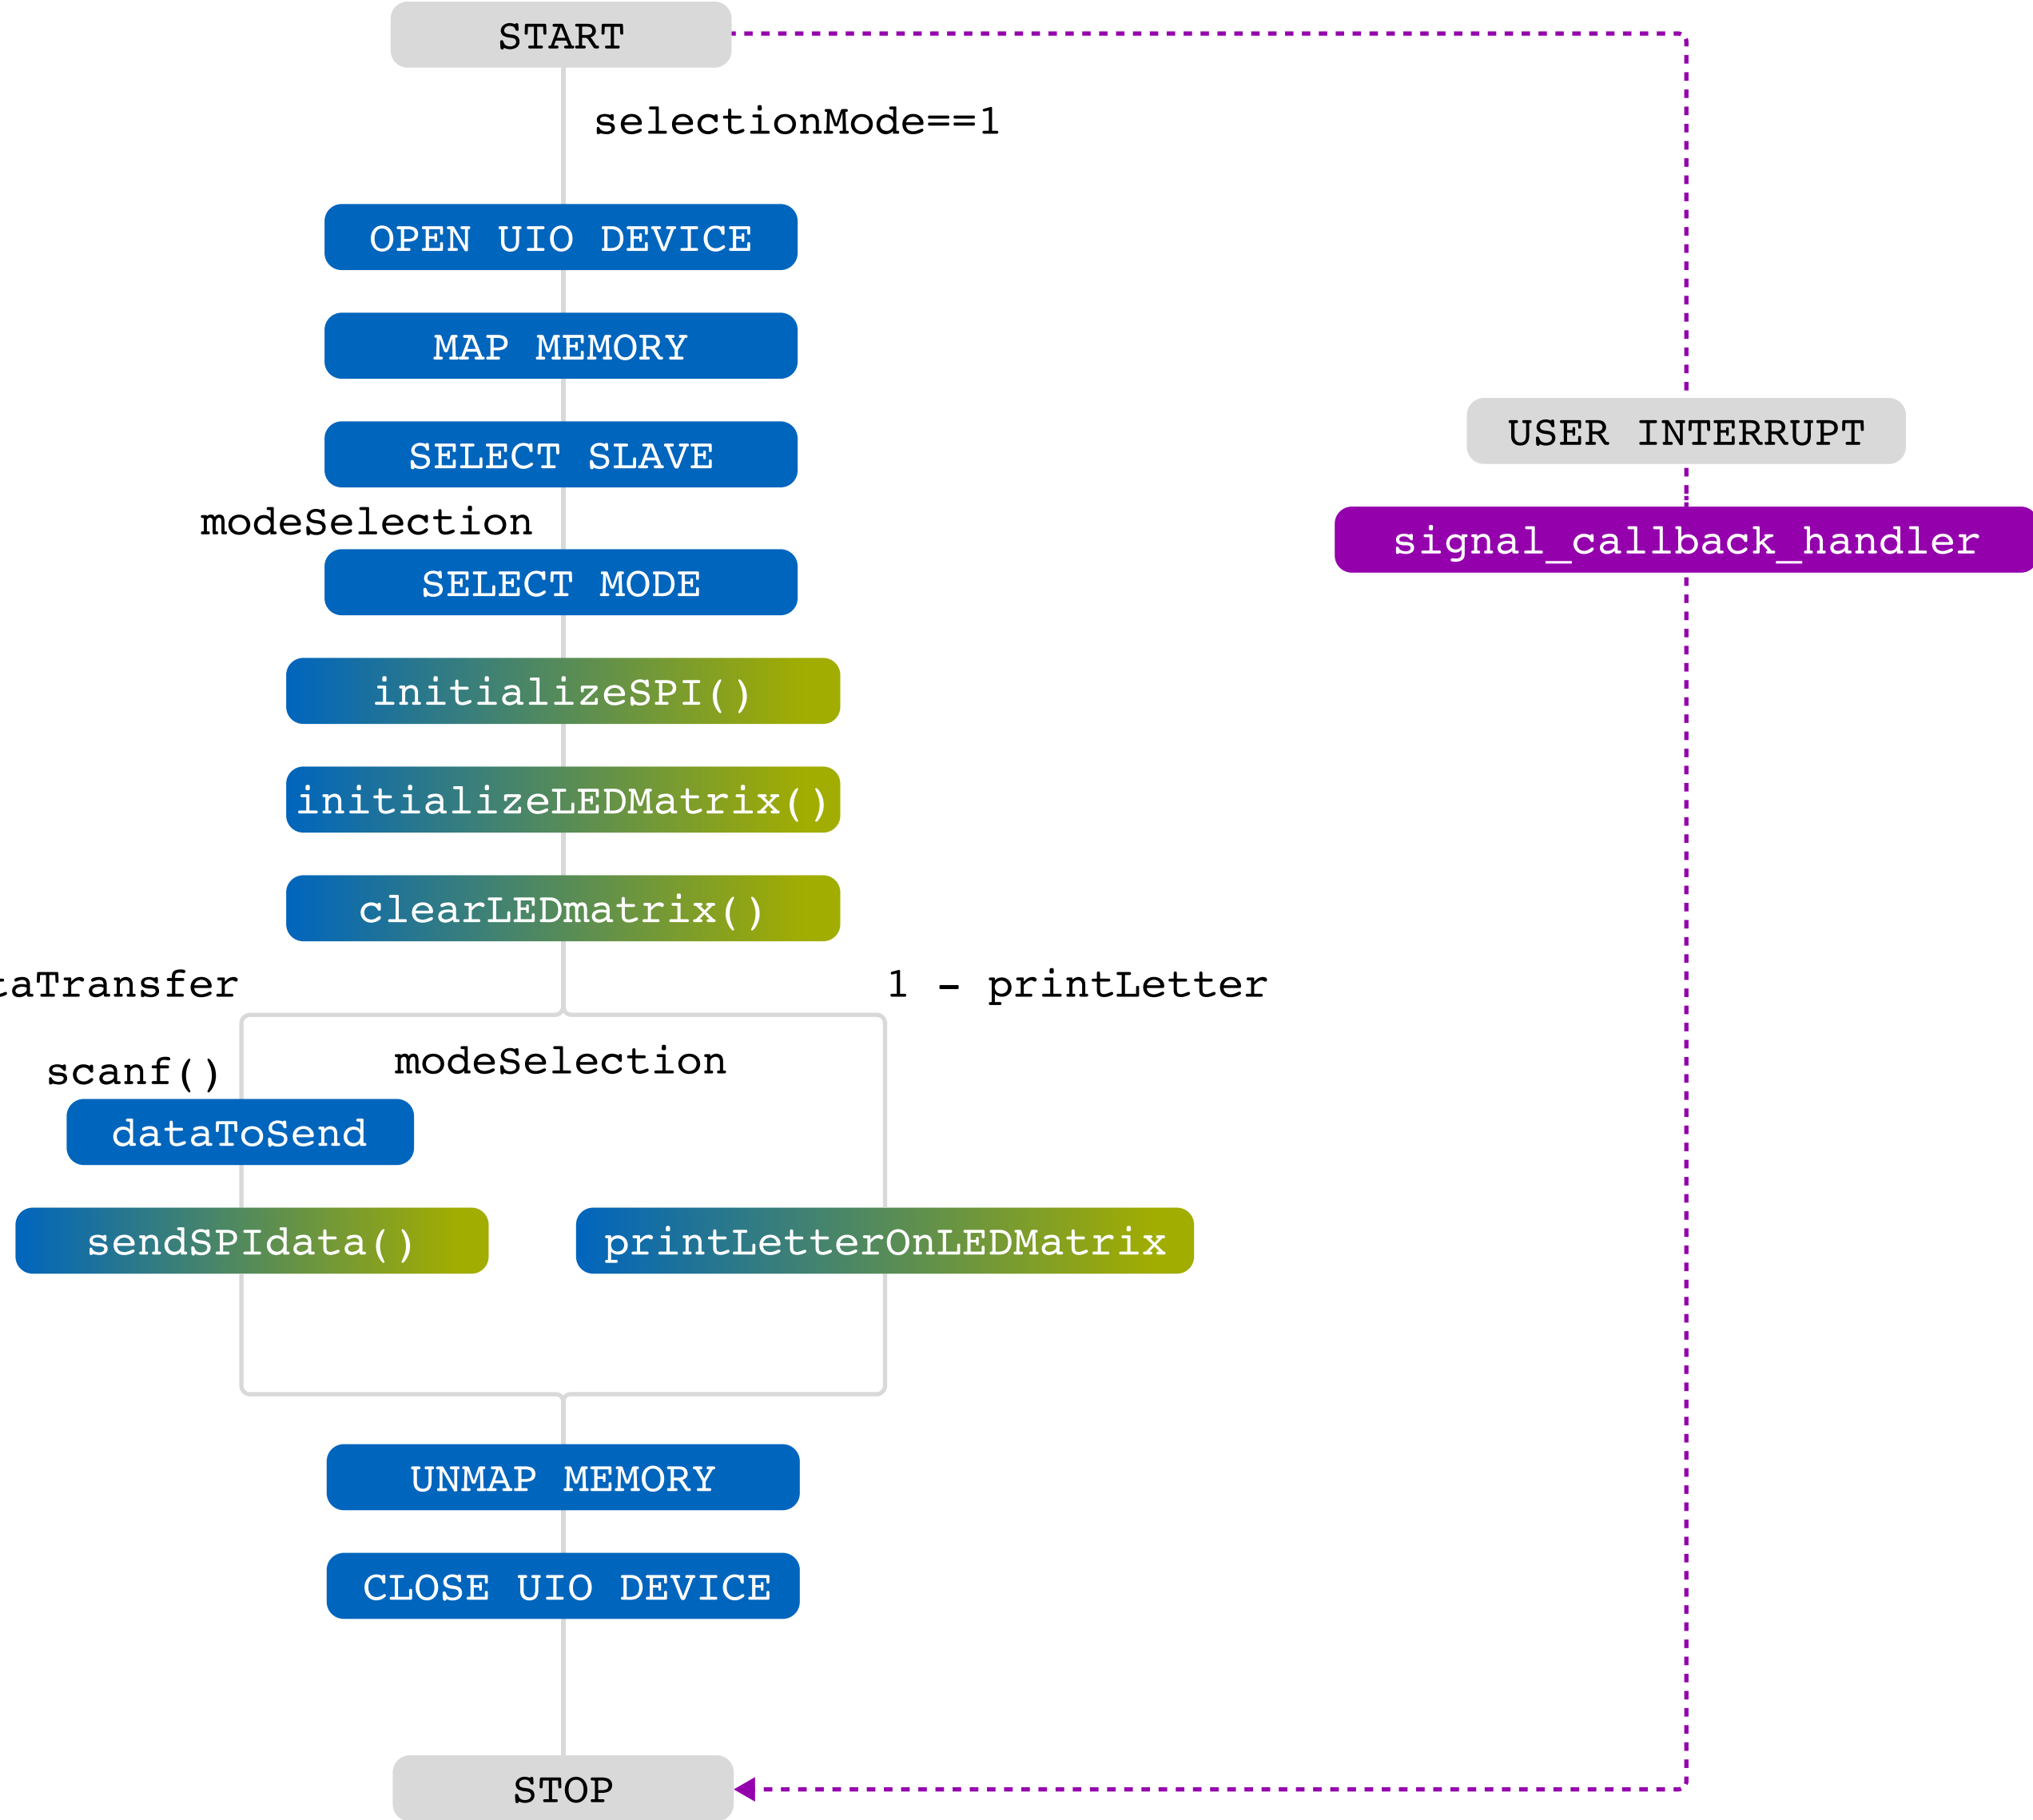 START
selectionMode==1
OPEN UIO DEVICE
MAP MEMORY
SELECT SLAVE
USER INTERRUPT
modeSelection
signal_callback_handler
SELECT MODE
initializeSPI()
initializeLEDMatrix()
clearLEDmatrix()
taTransfer
1 - printLetter
modeSelection
scanf()
dataToSend
sendSPIdata()
printLetterOnLEDMatrix
UNMAP MEMORY
CLOSE UIO DEVICE
STOP